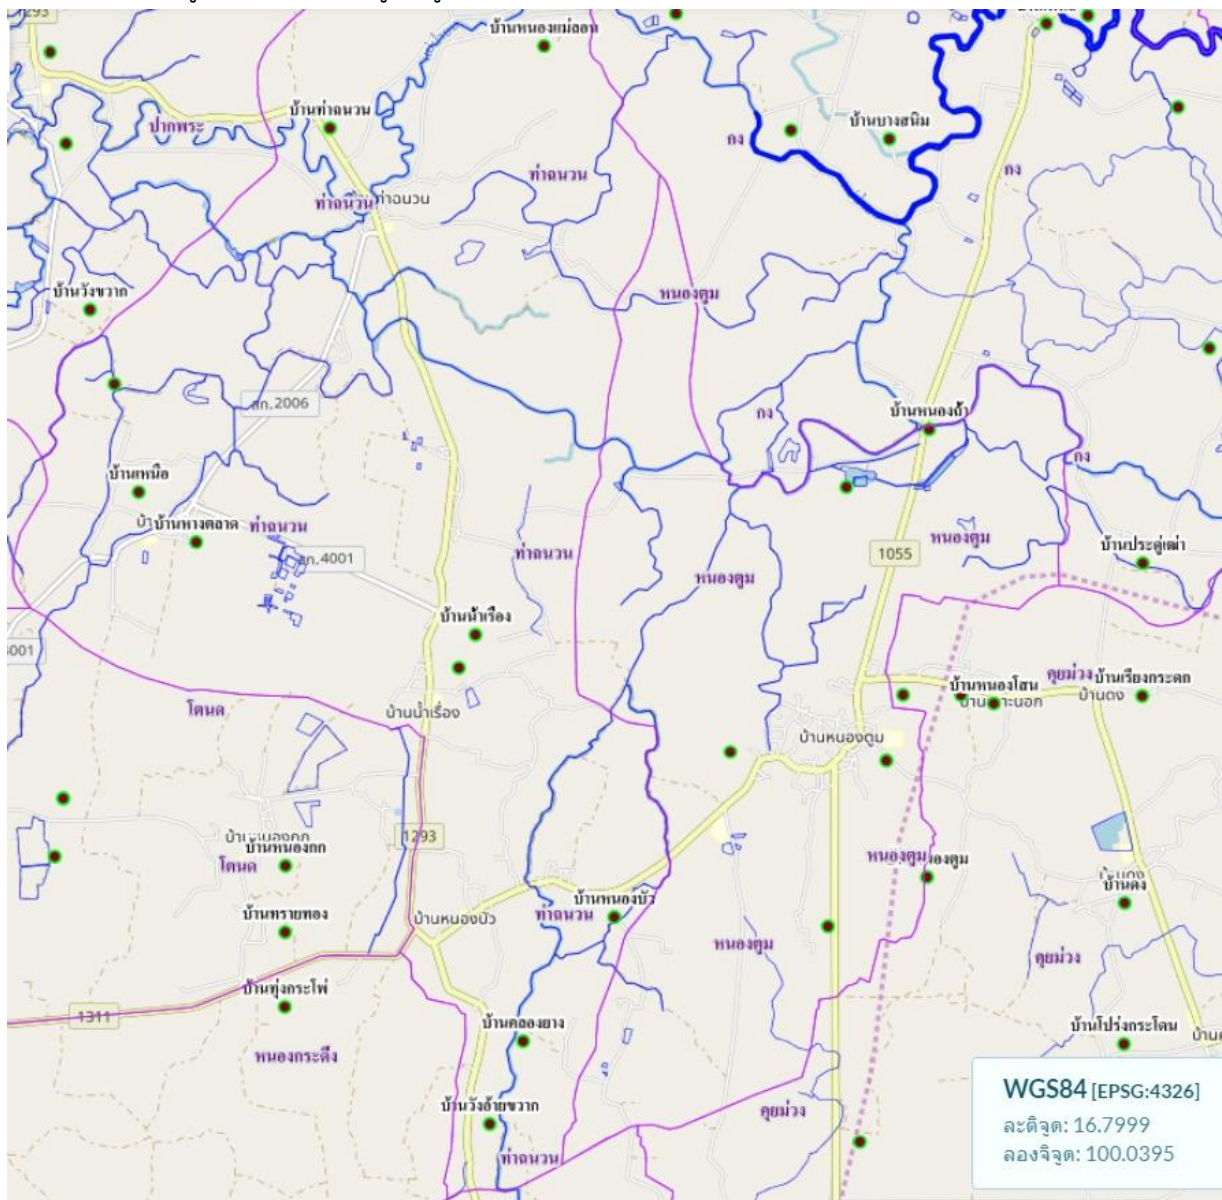 1293
บ้านหนองแม่ลอน
บ้านท่าฉนวน
บ้านบางสนิม
ปากพระ
กง
ท่าฉนวน
กง
ท่าฉนวน
ท่าฉนวน
บ้านวังขวาก
หนองตูม
สท.2006
กง
บ้านหนองถ้ำ
กง
บ้านเหนือ
บ้านหางตลาด
ท่าฉนวน
หนองตูม
บ้านประดู่เฒ่า
1055
สท.4001
ท่าฉนวน
หนองตูม
บ้านน้ำเรื่อง
4001
คุยม่วง
บ้านเรียงกระดก
บ้านหนองโสน
บ้านดง
โตนด
บ้านน้ำเรื่อง
บ้านหนองตูม
1293
บ้านหนองกก
โตนด
หนองตูม
บ้านดง
บ้านหนองบัว
บ้านทรายทอง
บ้านหนองบัว
ท่าฉนวน
หนองตูม
คุยม่วง
บ้านทุ่งกระโพ่
1311
บ้านคลองยาง
บ้านโปร่งกระโดน
หนองกระดิ่ง
บ้านวังอ้ายขวาก
คุยม่วง
ท่าฉนวน
WGS84 [EPSG:4326]
ละติจูด: 16.7999
ลองจิจูด: 100.0395